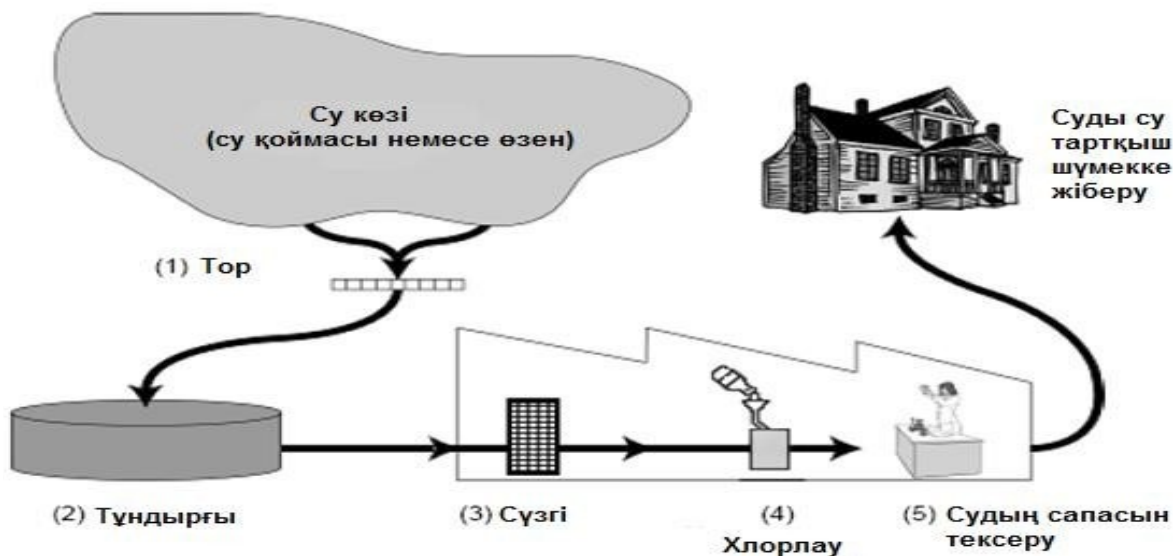 Су көзі
(су қоймасы немесе өзен)
Суды су
тартқыш
шүмекке
жіберу
(1) Тор
(2) Тұндырғы
(3) Сүзгі
(4)
Хлорлау
(5) Судың сапасын
тексеру